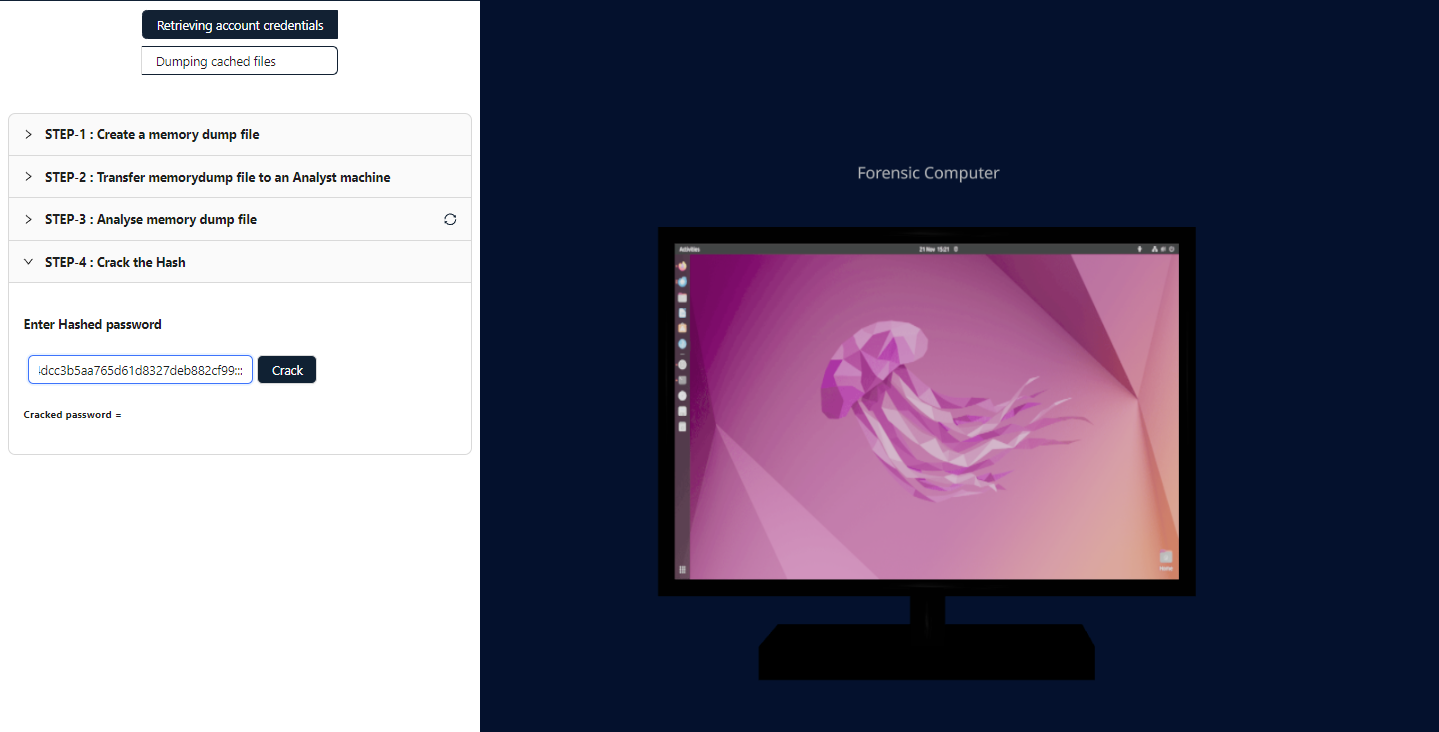 Retrieving account credentials
Dumping cached files
STEP-1 : Create a memory dump file
STEP-2 : Transfer memorydump file to an Analyst machine
STEP-3 : Analyse memory dump file
STEP-4 : Crack the Hash
Enter Hashed password
dcc3b5aa765d61d8327deb882cf99::: Crack
Cracked password =
Forensic Computer
Activities 21 Nov 15:21
Home